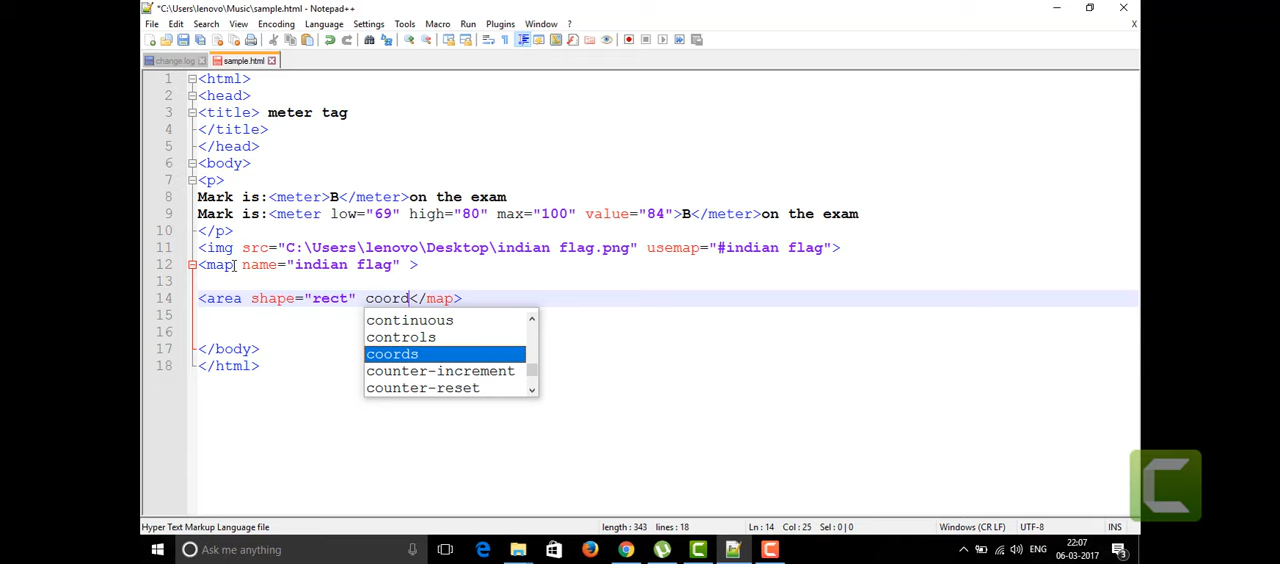 *C:\Users\lenovo\Music\sample.html - Notepad++
File Edit Search View Encoding Language Settings Tools Macro Run Plugins Window ? X
change.log sample.html
1 <html>
2 <head>
3 <title> meter tag
4 </title>
5 </head>
6 <body>
7 <p>
8 Mark is:<meter>B</meter>on the exam
9 Mark is:<meter low="69" high="80" max="100" value="84">B</meter>on the exam
10 </p>
11 <img src="C:\Users\lenovo\Desktop\indian flag.png" usemap="#indian flag">
12 <map name="indian flag" >
13
14 <area shape="rect" coord</map>
15
16
17 </body>
18 </html>
continuous
controls
coords
counter-increment
counter-reset
Hyper Text Markup Language file length : 343 lines : 18 Ln : 14 Col : 25 Sel : 0 | 0 Windows (CR LF) UTF-8 INS
Ask me anything ENG 22:07
06-03-2017 3